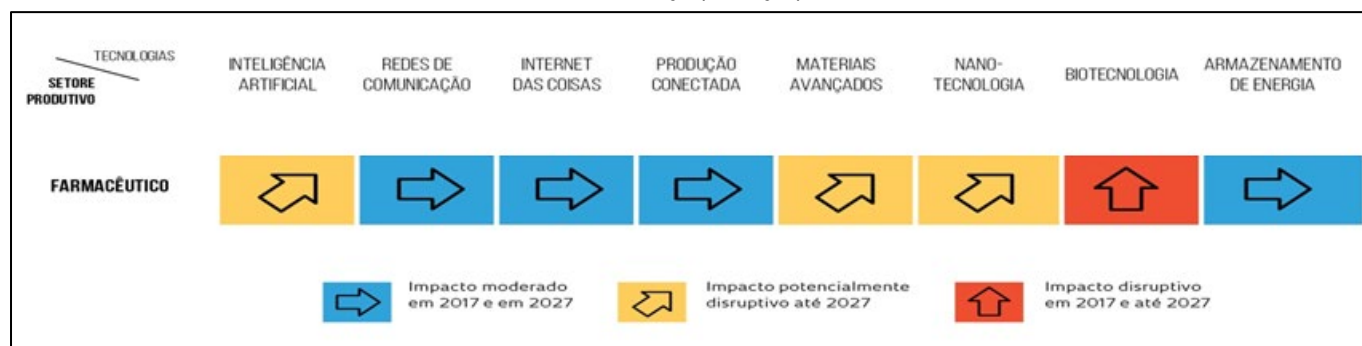 TECNOLOGIAS
SETORE
PRODUTIVO
INTELIGÊNCIA
ARTIFICIAL
REDES DE
COMUNICAÇÃO
INTERNET
DAS COISAS
PRODUÇÃO
CONECTADA
MATERIAIS
AVANÇADOS
NANO-
TECNOLOGIA
BIOTECNOLOGIA
ARMAZENAMENTO
DE ENERGIA
FARMACÊUTICO
Impacto moderado
em 2017 e em 2027
Impacto potencialmente
disruptivo até 2027
Impacto disruptivo
em 2017 e até 2027